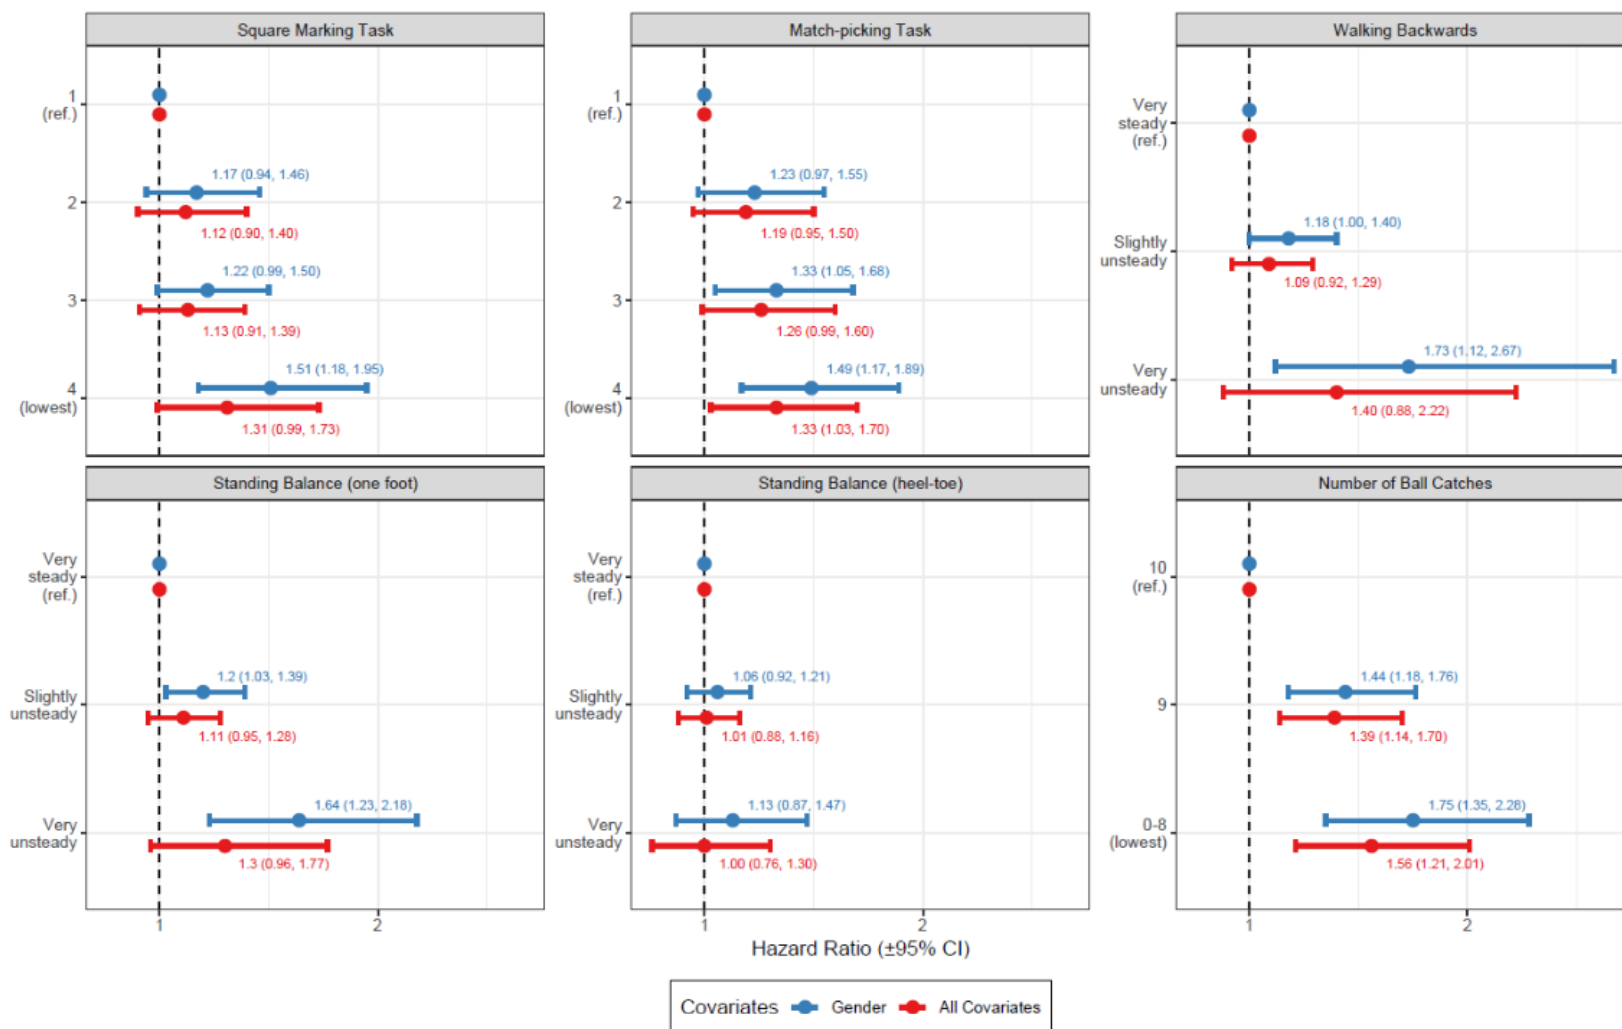 Square Marking Task
1
(ref.)
1.17 (0.94, 1.46)
2
1.12 (0.90, 1.40)
1.22 (0.99, 1.50)
3
1.13 (0.91, 1.39)
1.51 (1.18, 1.95)
4
(lowest)
1.31 (0.99, 1.73)
Match-picking Task
1
(ref.)
1.23 (0.97, 1.55)
2
1.19 (0.95, 1.50)
1.33 (1.05, 1.68)
3
1.26 (0.99, 1.60)
1.49 (1.17, 1.89)
4
(lowest)
1.33 (1.03, 1.70)
Walking Backwards
Very
steady
(ref.)
1.18 (1.00, 1.40)
Slightly
unsteady
1.09 (0.92, 1.29)
1.73 (1.12, 2.67)
Very
unsteady
1.40 (0.88, 2.22)
Standing Balance (one foot)
Very
steady
(ref.)
1.2 (1.03, 1.39)
Slightly
unsteady
1.11 (0.95, 1.28)
1.64 (1.23, 2.18)
Very
unsteady
1.3 (0.96, 1.77)
1 2
Standing Balance (heel-toe)
Very
steady
(ref.)
1.06 (0.92, 1.21)
Slightly
unsteady
1.01 (0.88, 1.16)
1.13 (0.87, 1.47)
Very
unsteady
1.00 (0.76, 1.30)
1 2
Number of Ball Catches
10
(ref.)
1.44 (1.18, 1.76)
9
1.39 (1.14, 1.70)
1.75 (1.35, 2.28)
0-8
(lowest)
1.56 (1.21, 2.01)
1 2
Hazard Ratio (±95% CI)
Covariates Gender All Covariates